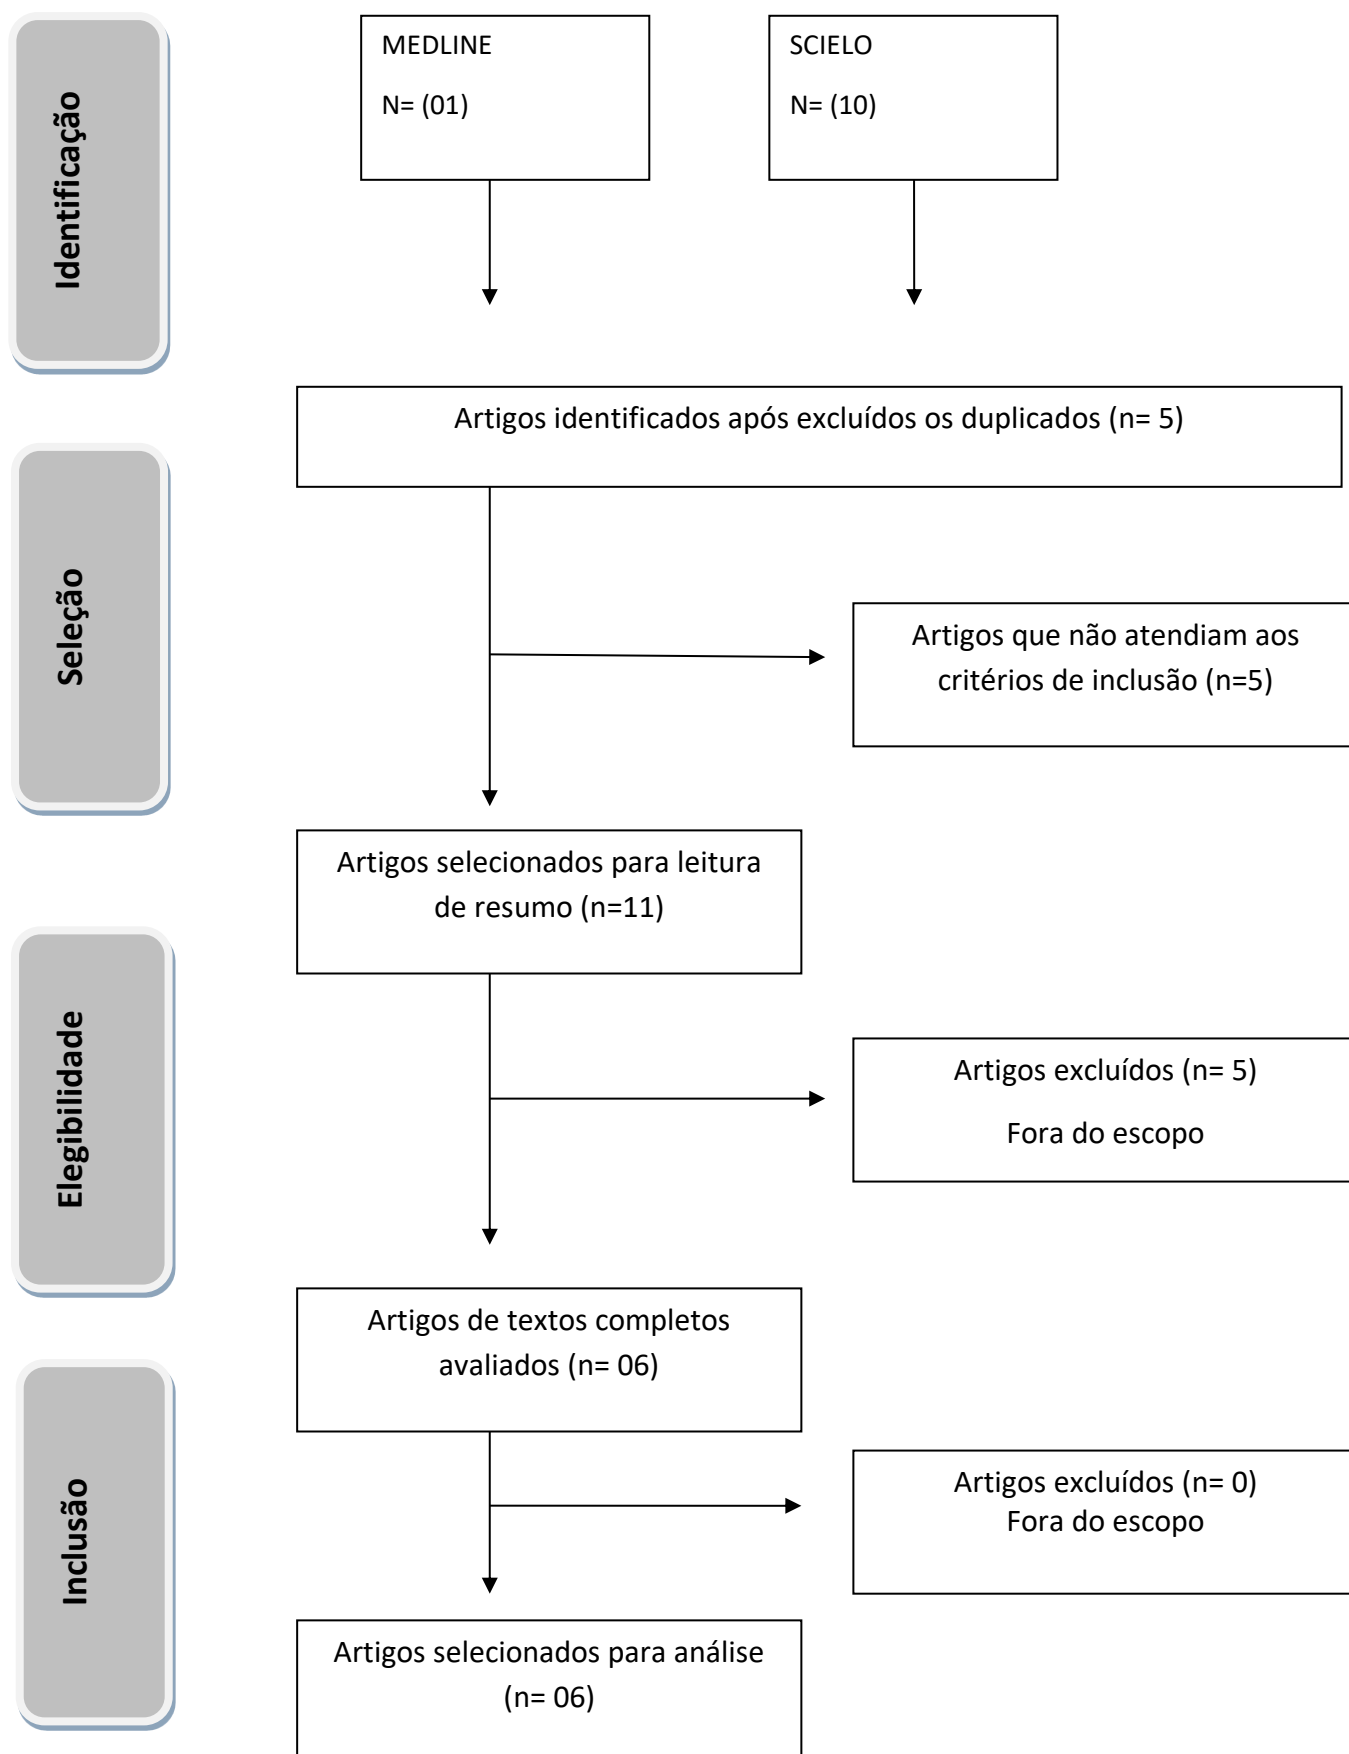 Identificação
MEDLINE
N= (01)
SCIELO
N= (10)
Artigos identificados após excluídos os duplicados (n= 5)
Seleção
Artigos que não atendiam aos
critérios de inclusão (n=5)
Artigos selecionados para leitura
de resumo (n=11)
Elegibilidade
Artigos excluídos (n= 5)
Fora do escopo
Artigos de textos completos
avaliados (n= 06)
Inclusão
Artigos excluídos (n= 0)
Fora do escopo
Artigos selecionados para análise
(n= 06)